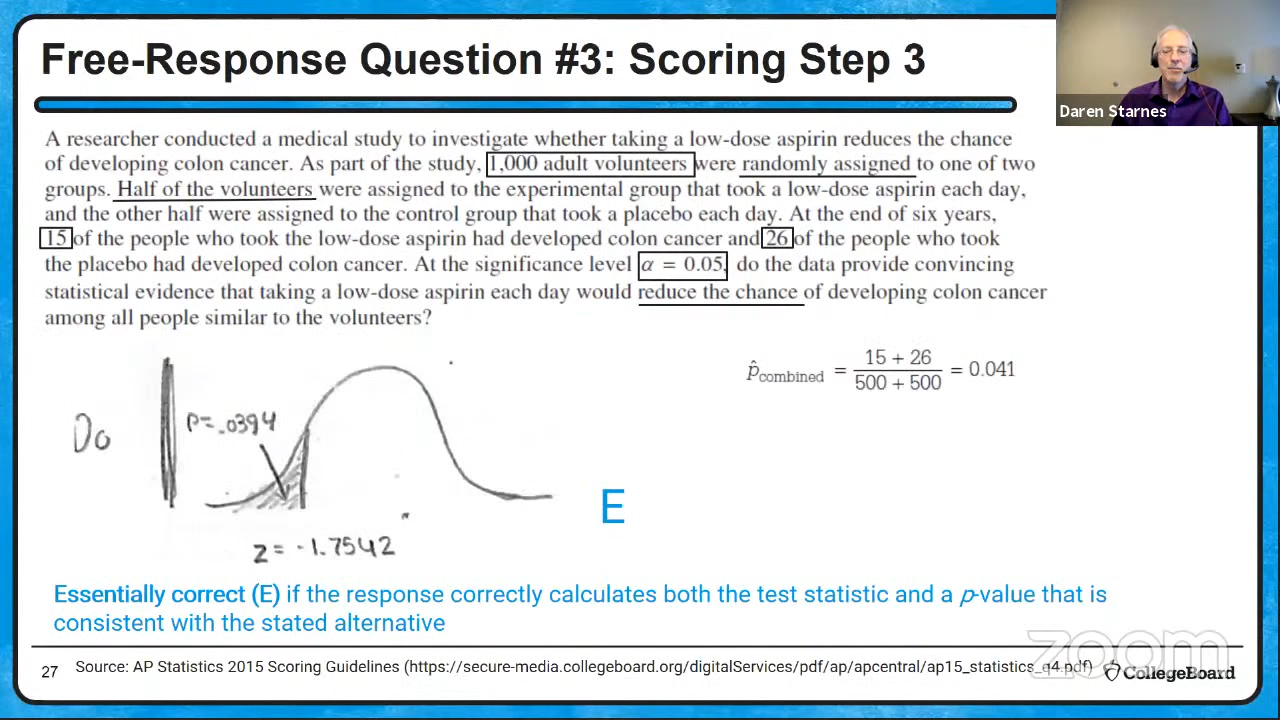 Free-Response Question #3: Scoring Step 3
Daren Starnes
A researcher conducted a medical study to investigate whether taking a low-dose aspirin reduces the chance
of developing colon cancer. As part of the study, 1,000 adult volunteers were randomly assigned to one of two
groups. Half of the volunteers were assigned to the experimental group that took a low-dose aspirin each day,
and the other half were assigned to the control group that took a placebo each day. At the end of six years,
15 of the people who took the low-dose aspirin had developed colon cancer and 26 of the people who took
the placebo had developed colon cancer. At the significance level α = 0.05, do the data provide convincing
statistical evidence that taking a low-dose aspirin each day would reduce the chance of developing colon cancer
among all people similar to the volunteers?
p̂combined = (15 + 26) / (500 + 500) = 0.041
Do
P=.0394
E
z = -1.7542
Essentially correct (E) if the response correctly calculates both the test statistic and a p-value that is
consistent with the stated alternative
zoom
27 Source: AP Statistics 2015 Scoring Guidelines (https://secure-media.collegeboard.org/digitalServices/pdf/ap/apcentral/ap15_statistics_q4.pdf) CollegeBoard